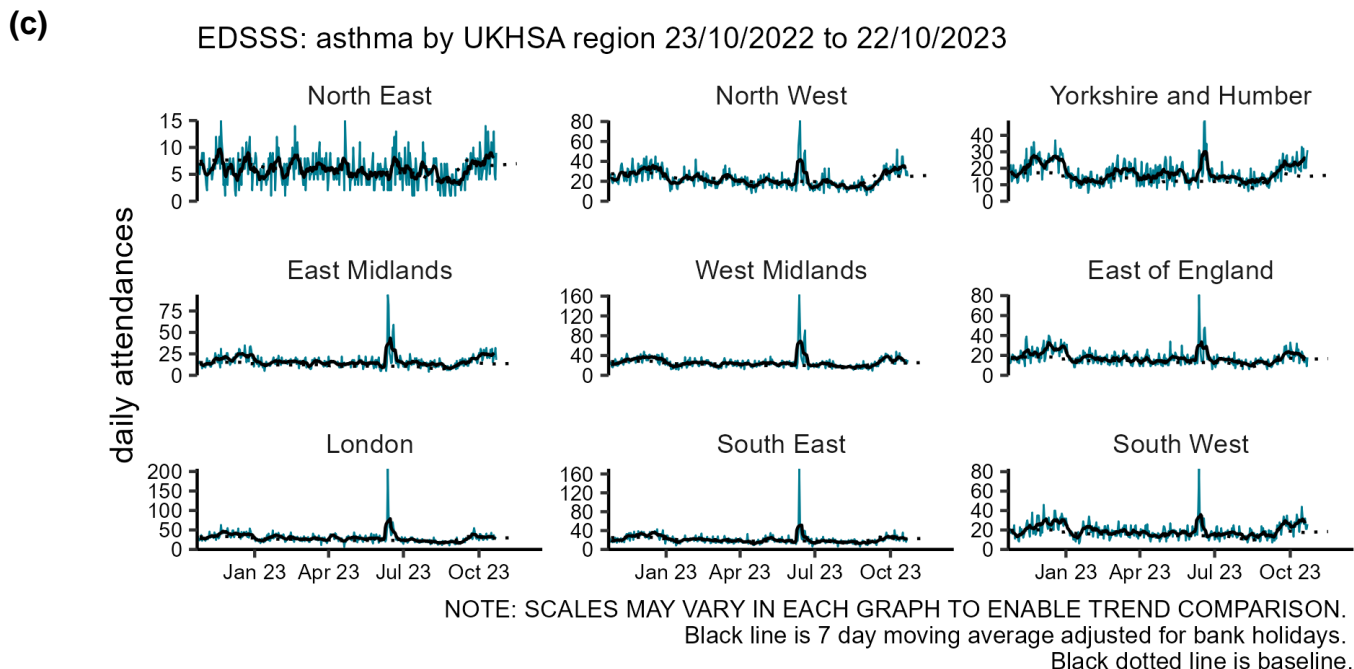 (c)
EDSSS: asthma by UKHSA region 23/10/2022 to 22/10/2023
daily attendances
North East
15
10
5
0
North West
80
60
40
20
0
Yorkshire and Humber
40
30
20
10
0
East Midlands
75
50
25
0
West Midlands
160
120
80
40
0
East of England
80
60
40
20
0
London
200
150
100
50
0
Jan 23 Apr 23 Jul 23 Oct 23
South East
160
120
80
40
0
Jan 23 Apr 23 Jul 23 Oct 23
South West
80
60
40
20
0
Jan 23 Apr 23 Jul 23 Oct 23
NOTE: SCALES MAY VARY IN EACH GRAPH TO ENABLE TREND COMPARISON.
Black line is 7 day moving average adjusted for bank holidays.
Black dotted line is baseline.